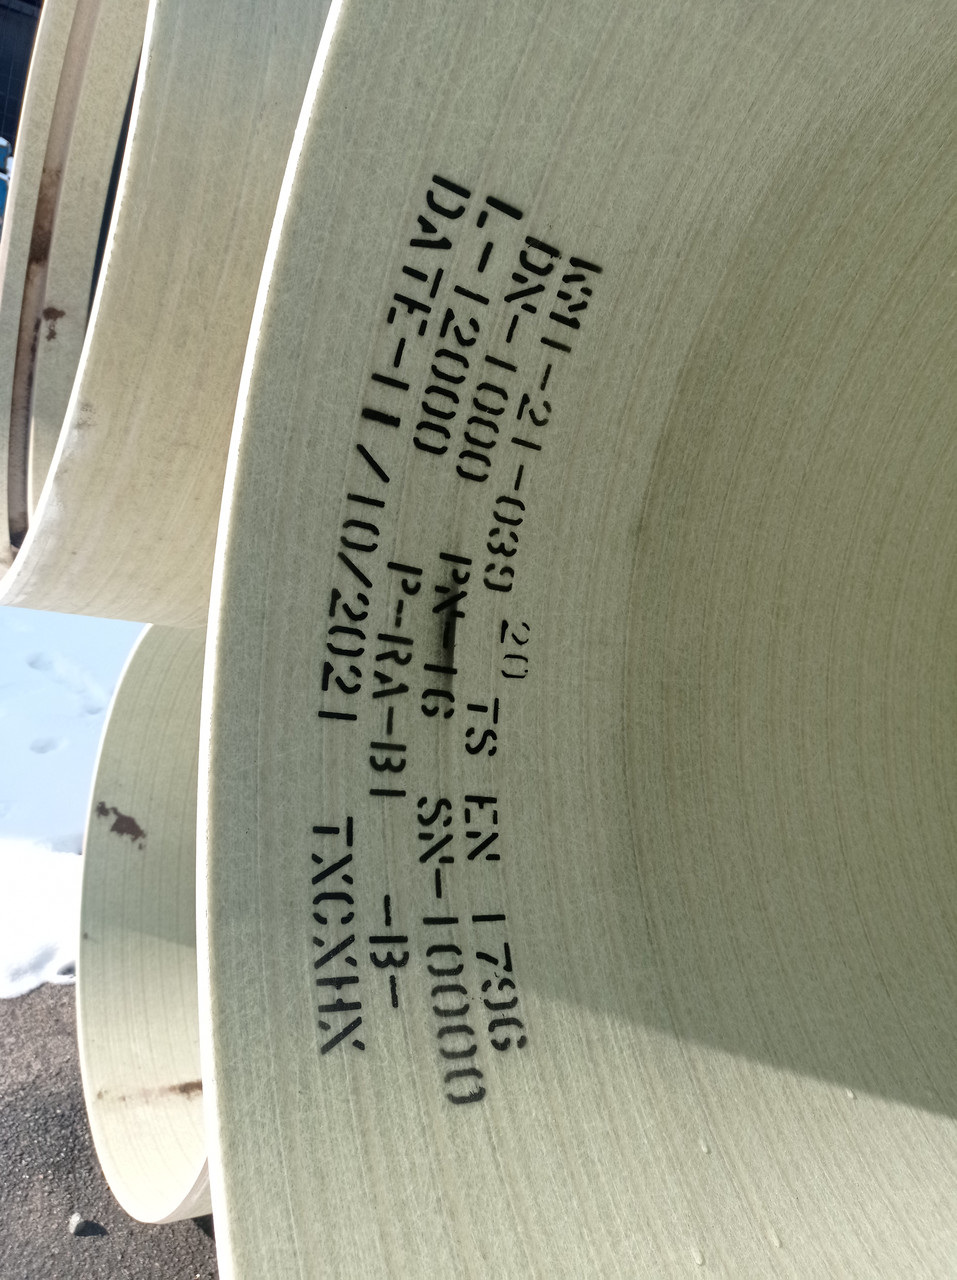 KM1-21-039 20 TS EN 1796
DN-1000 PN-16 SN-10000
L-12000 P-RA-B1 -B-
DATE-11/10/2021 TXCXHX